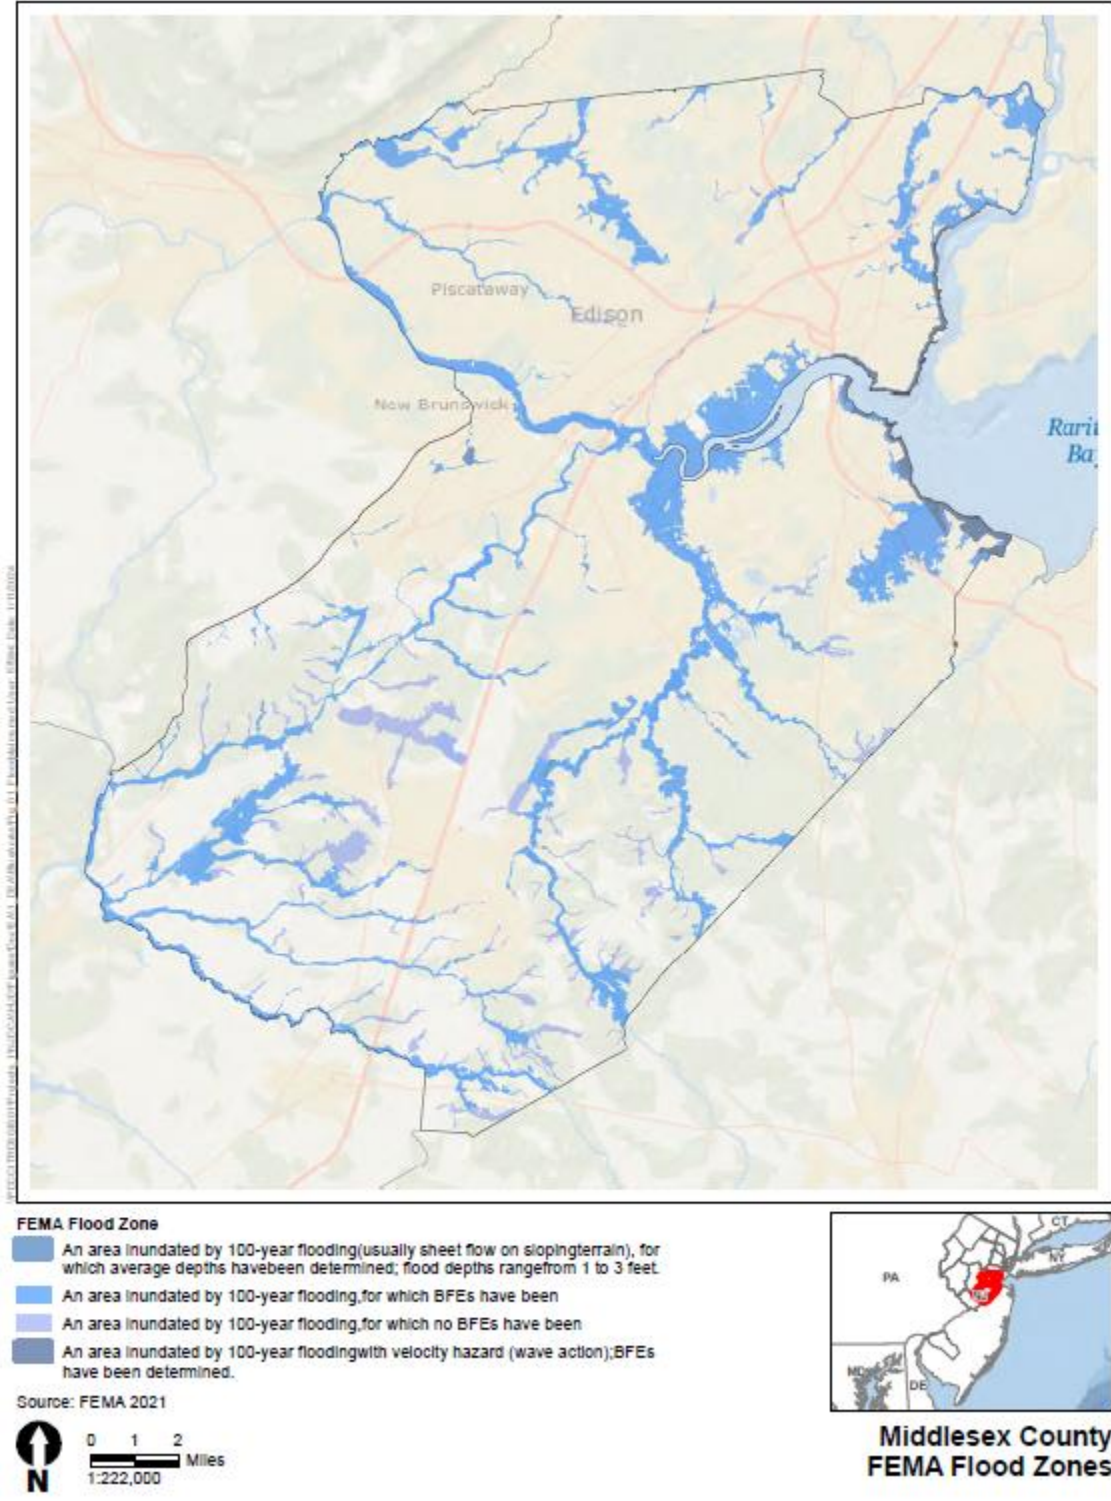 Piscataway
Edison
New Brunswick
Rarit
Ba
FEMA Flood Zone
An area inundated by 100-year flooding(usually sheet flow on slopingterrain), for
which average depths havebeen determined; flood depths rangefrom 1 to 3 feet.
An area inundated by 100-year flooding,for which BFEs have been
An area inundated by 100-year flooding,for which no BFEs have been
An area inundated by 100-year floodingwith velocity hazard (wave action);BFEs
have been determined.
Source: FEMA 2021
N
0 1 2
Miles
1:222,000
CT
NY
PA
NJ
MD
DE
Middlesex County
FEMA Flood Zones